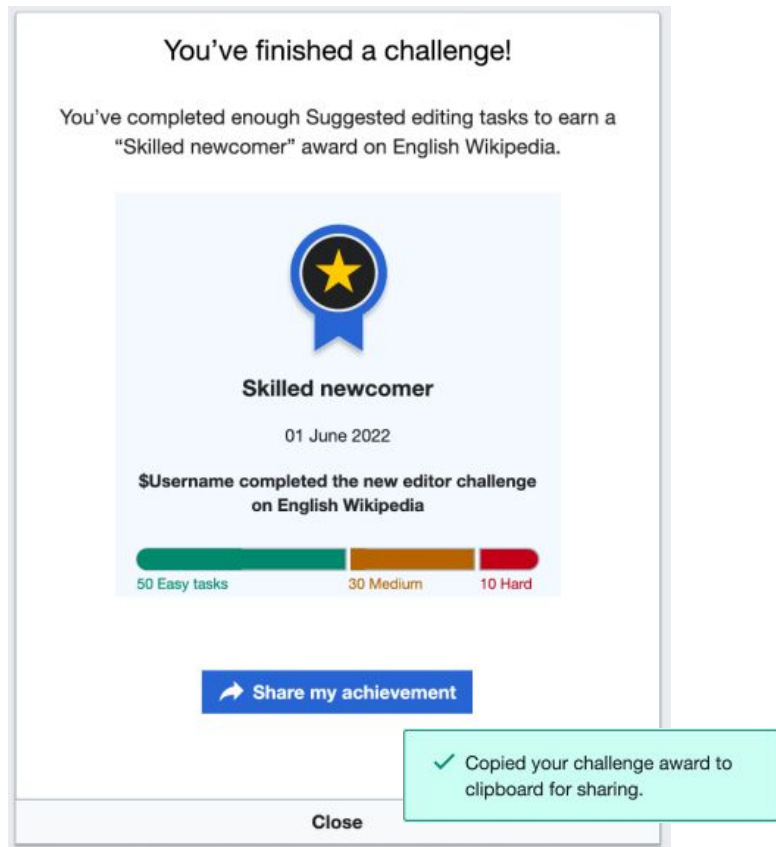 You’ve finished a challenge!
You’ve completed enough Suggested editing tasks to earn a
“Skilled newcomer” award on English Wikipedia.
Skilled newcomer
01 June 2022
$Username completed the new editor challenge
on English Wikipedia
50 Easy tasks 30 Medium 10 Hard
Share my achievement
Copied your challenge award to
clipboard for sharing.
Close